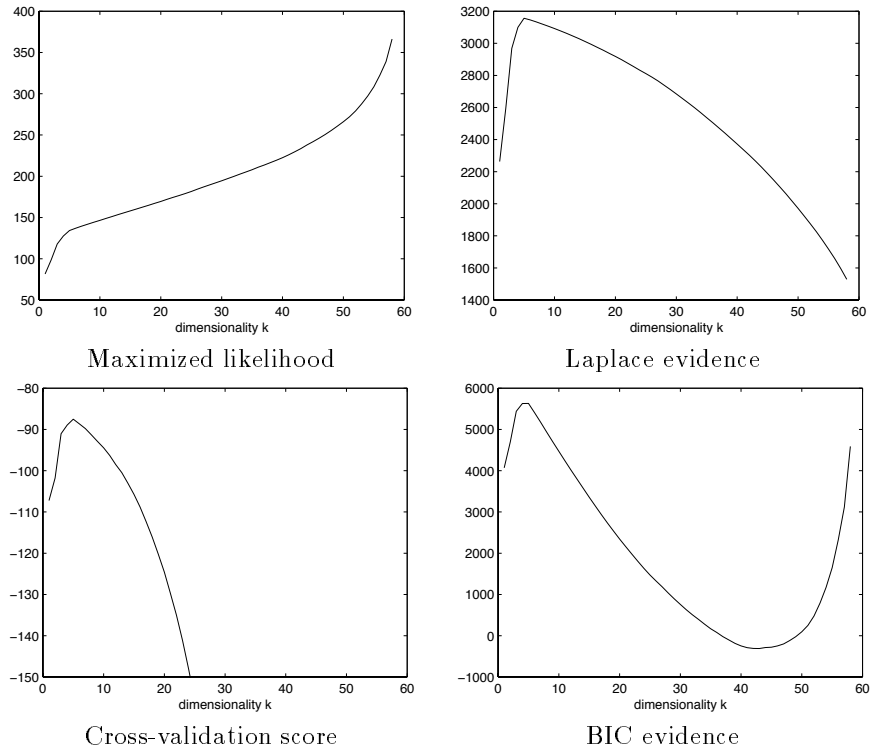 400
350
300
250
200
150
100
50
0 10 20 30 40 50 60
dimensionality k
Maximized likelihood
3200
3000
2800
2600
2400
2200
2000
1800
1600
1400
0 10 20 30 40 50 60
dimensionality k
Laplace evidence
−80
−90
−100
−110
−120
−130
−140
−150
0 10 20 30 40 50 60
dimensionality k
Cross-validation score
6000
5000
4000
3000
2000
1000
0
−1000
0 10 20 30 40 50 60
dimensionality k
BIC evidence